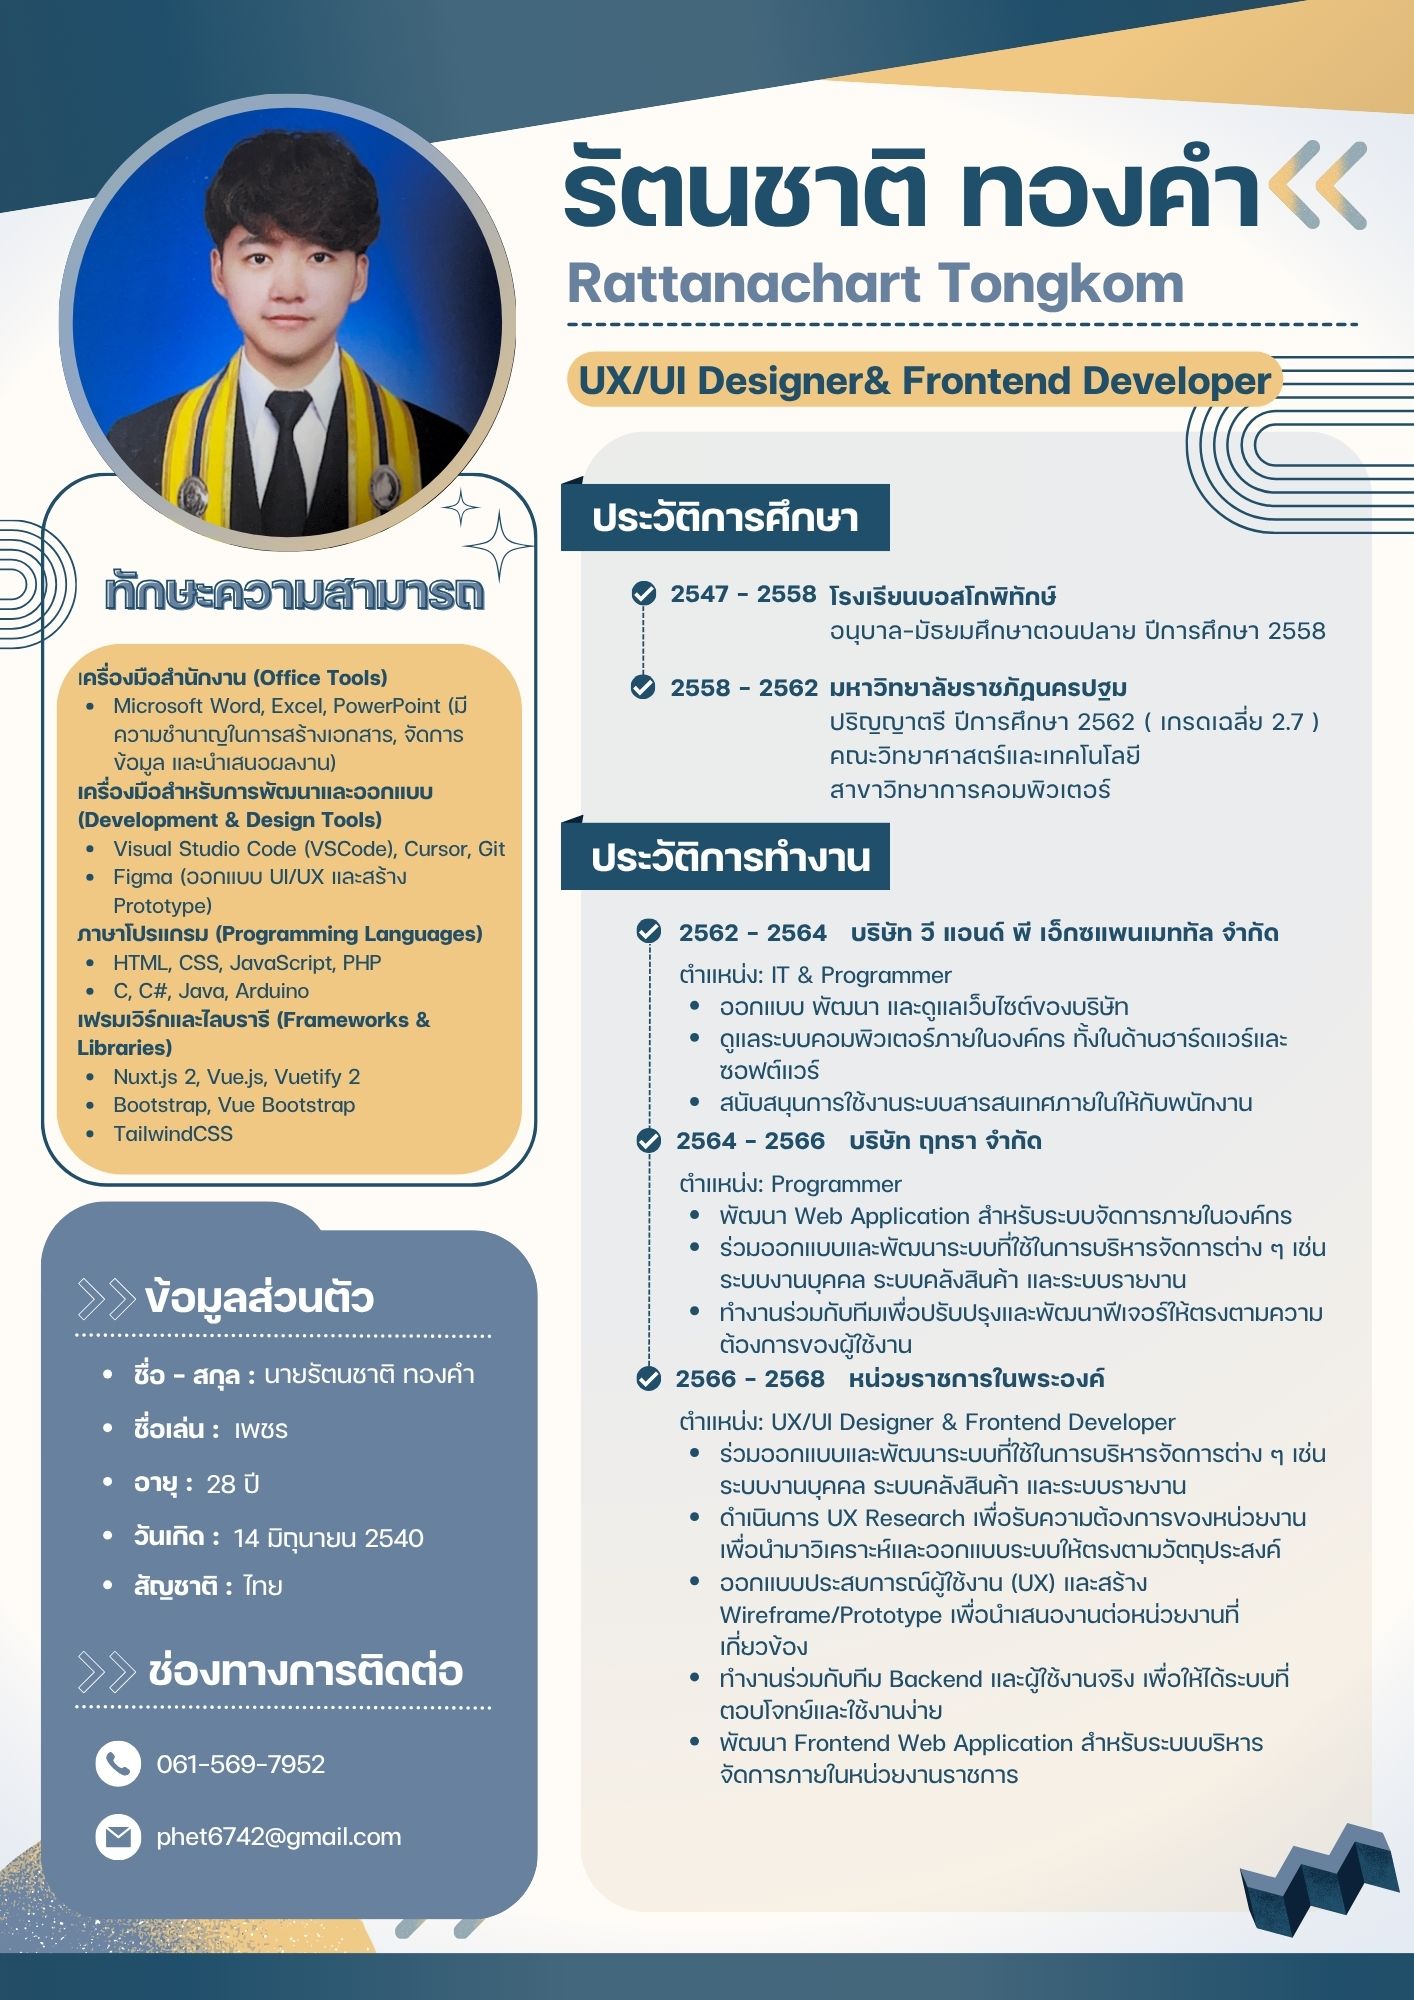 รัตนชาติ ทองคำ
Rattanachart Tongkom
UX/UI Designer& Frontend Developer
ทักษะความสามารถ
เครื่องมือสำนักงาน (Office Tools)
Microsoft Word, Excel, PowerPoint (มี
ความชำนาญในการสร้างเอกสาร, จัดการ
ข้อมูล และนำเสนอผลงาน)
เครื่องมือสำหรับการพัฒนาและออกแบบ
(Development & Design Tools)
Visual Studio Code (VSCode), Cursor, Git
Figma (ออกแบบ UI/UX และสร้าง
Prototype)
ภาษาโปรแกรม (Programming Languages)
HTML, CSS, JavaScript, PHP
C, C#, Java, Arduino
เฟรมเวิร์กและไลบรารี (Frameworks &
Libraries)
Nuxt.js 2, Vue.js, Vuetify 2
Bootstrap, Vue Bootstrap
TailwindCSS
ข้อมูลส่วนตัว
ชื่อ - สกุล : นายรัตนชาติ ทองคำ
ชื่อเล่น : เพชร
อายุ : 28 ปี
วันเกิด : 14 มิถุนายน 2540
สัญชาติ : ไทย
ช่องทางการติดต่อ
061-569-7952
phet6742@gmail.com
ประวัติการศึกษา
2547 - 2558 โรงเรียนบอสโกพิทักษ์
อนุบาล-มัธยมศึกษาตอนปลาย ปีการศึกษา 2558
2558 - 2562 มหาวิทยาลัยราชภัฏนครปฐม
ปริญญาตรี ปีการศึกษา 2562 ( เกรดเฉลี่ย 2.7 )
คณะวิทยาศาสตร์และเทคโนโลยี
สาขาวิทยาการคอมพิวเตอร์
ประวัติการทำงาน
2562 - 2564 บริษัท วี แอนด์ พี เอ็กซแพนเมททัล จำกัด
ตำแหน่ง: IT & Programmer
ออกแบบ พัฒนา และดูแลเว็บไซต์ของบริษัท
ดูแลระบบคอมพิวเตอร์ภายในองค์กร ทั้งในด้านฮาร์ดแวร์และ
ซอฟต์แวร์
สนับสนุนการใช้งานระบบสารสนเทศภายในให้กับพนักงาน
2564 - 2566 บริษัท ฤทธา จำกัด
ตำแหน่ง: Programmer
พัฒนา Web Application สำหรับระบบจัดการภายในองค์กร
ร่วมออกแบบและพัฒนาระบบที่ใช้ในการบริหารจัดการต่าง ๆ เช่น
ระบบงานบุคคล ระบบคลังสินค้า และระบบรายงาน
ทำงานร่วมกับทีมเพื่อปรับปรุงและพัฒนาฟีเจอร์ให้ตรงตามความ
ต้องการของผู้ใช้งาน
2566 - 2568 หน่วยราชการในพระองค์
ตำแหน่ง: UX/UI Designer & Frontend Developer
ร่วมออกแบบและพัฒนาระบบที่ใช้ในการบริหารจัดการต่าง ๆ เช่น
ระบบงานบุคคล ระบบคลังสินค้า และระบบรายงาน
ดำเนินการ UX Research เพื่อรับความต้องการของหน่วยงาน
เพื่อนำมาวิเคราะห์และออกแบบระบบให้ตรงตามวัตถุประสงค์
ออกแบบประสบการณ์ผู้ใช้งาน (UX) และสร้าง
Wireframe/Prototype เพื่อนำเสนองานต่อหน่วยงานที่
เกี่ยวข้อง
ทำงานร่วมกับทีม Backend และผู้ใช้งานจริง เพื่อให้ได้ระบบที่
ตอบโจทย์และใช้งานง่าย
พัฒนา Frontend Web Application สำหรับระบบบริหาร
จัดการภายในหน่วยงานราชการ